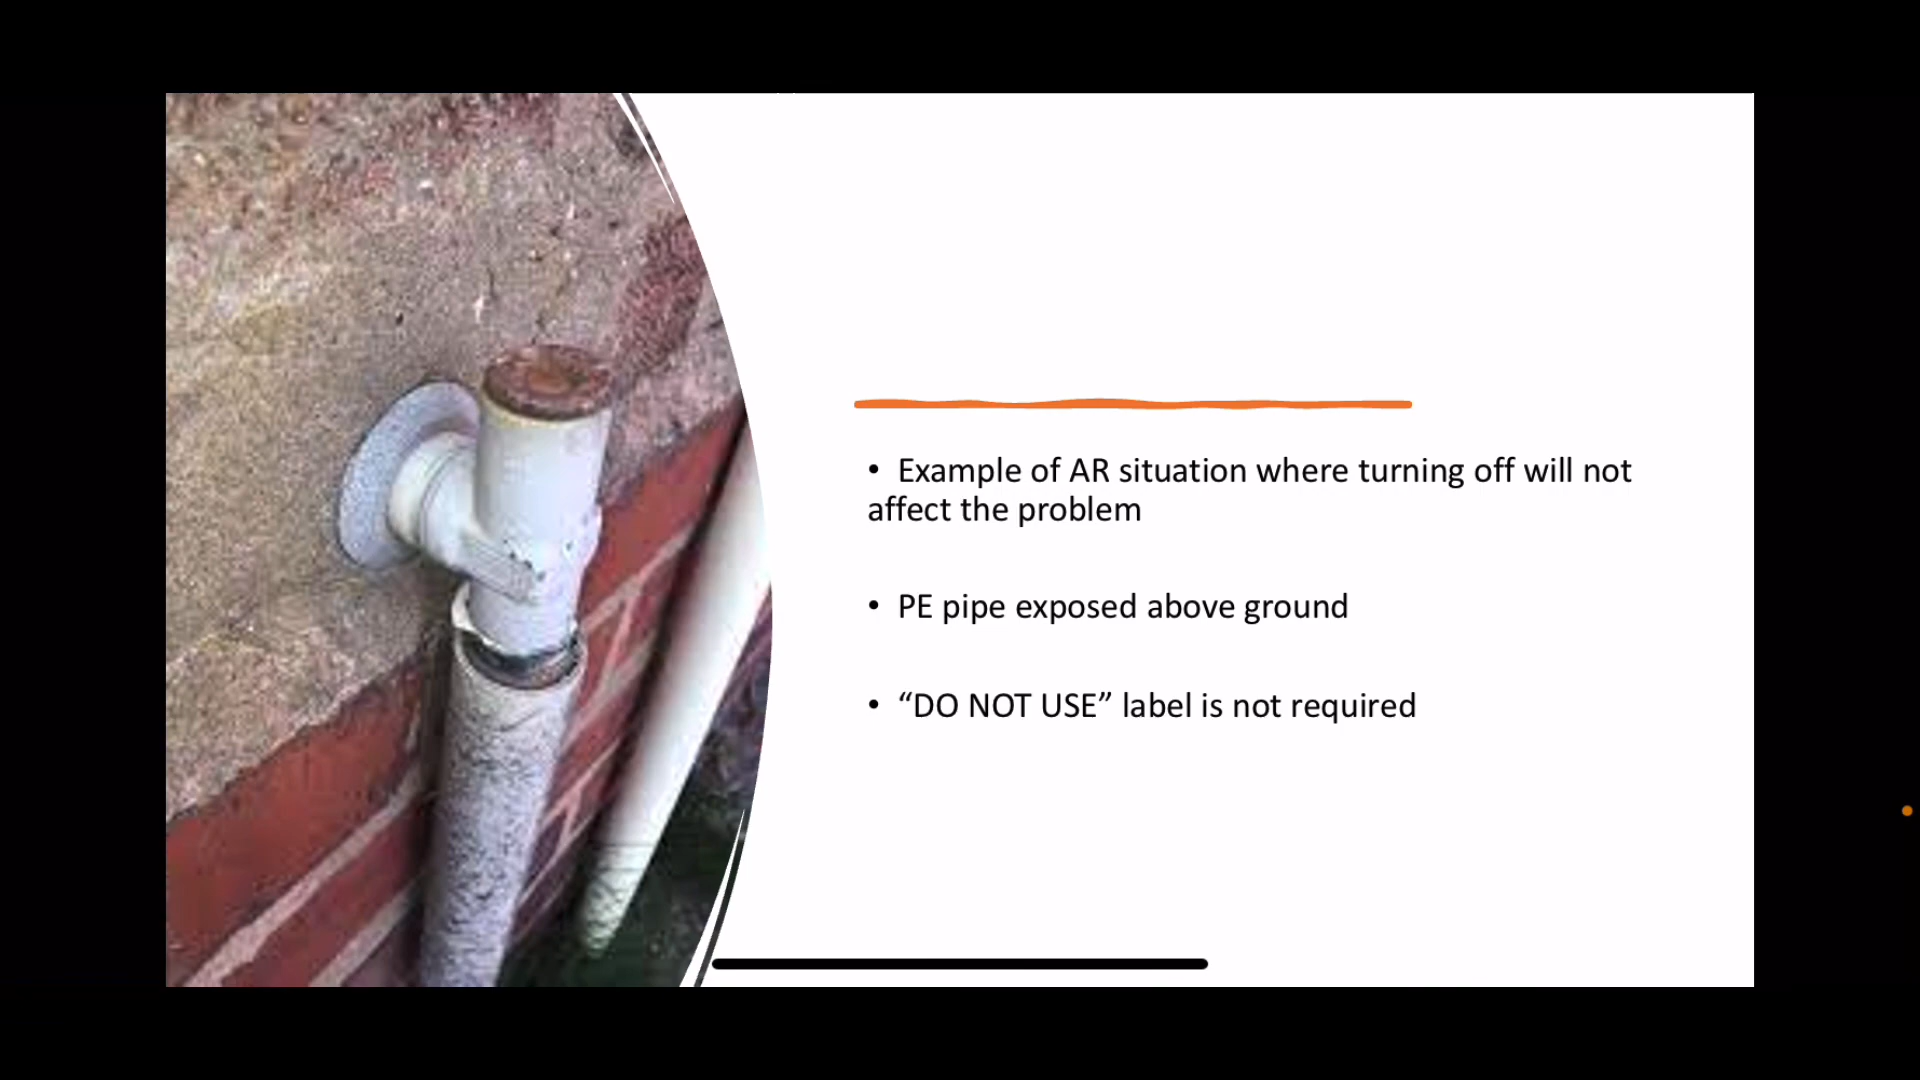 • Example of AR situation where turning off will not
affect the problem
• PE pipe exposed above ground
• “DO NOT USE” label is not required